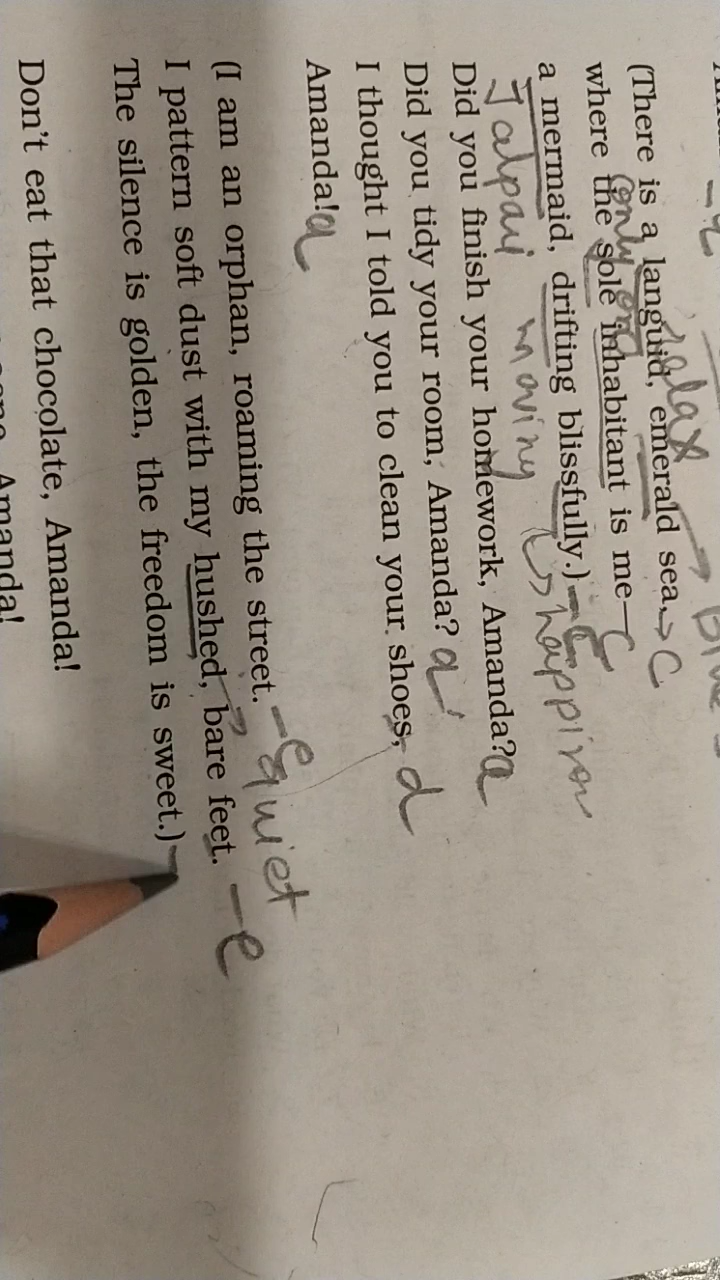 relax
(There is a languid, emerald sea, → c
only
where the sole inhabitant is me— c
a mermaid, drifting blissfully.) – c
Jalpari moving → happiness
Did you finish your homework, Amanda? a
Did you tidy your room, Amanda? a
I thought I told you to clean your shoes, d
Amanda! a
(I am an orphan, roaming the street. – e
quiet
I pattern soft dust with my hushed, bare feet. – e
The silence is golden, the freedom is sweet.) –
Don't eat that chocolate, Amanda!
Amanda!